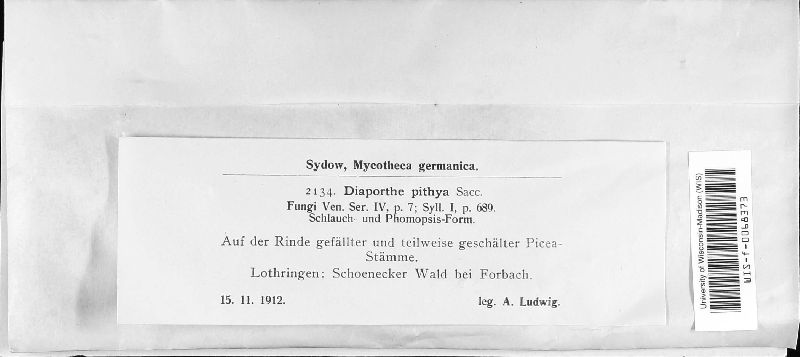 Sydow, Mycotheca germanica.
2134. Diaporthe pithya Sacc.
Fungi Ven. Ser. IV, p. 7; Syll. I, p. 689.
Schlauch- und Phomopsis-Form.
Auf der Rinde gefällter und teilweise geschälter Picea-
Stämme.
Lothringen: Schoenecker Wald bei Forbach.
15. 11. 1912. leg. A. Ludwig.
University of Wisconsin-Madison (WIS)